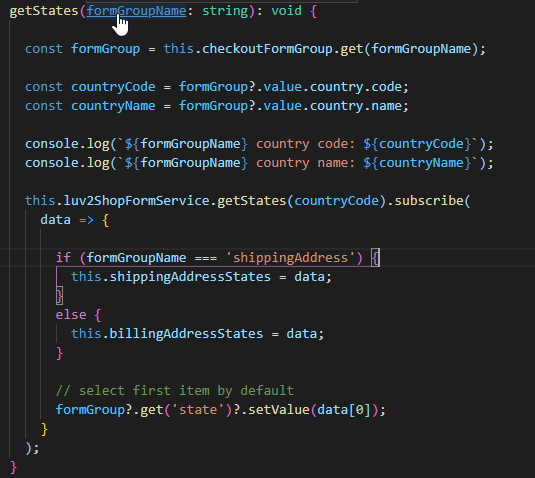 getStates(formGroupName: string): void {
const formGroup = this.checkoutFormGroup.get(formGroupName);
const countryCode = formGroup?.value.country.code;
const countryName = formGroup?.value.country.name;
console.log(`${formGroupName} country code: ${countryCode}`);
console.log(`${formGroupName} country name: ${countryName}`);
this.luv2ShopFormService.getStates(countryCode).subscribe(
data => {
if (formGroupName === 'shippingAddress') {
this.shippingAddressStates = data;
}
else {
this.billingAddressStates = data;
}
// select first item by default
formGroup?.get('state')?.setValue(data[0]);
}
);
}